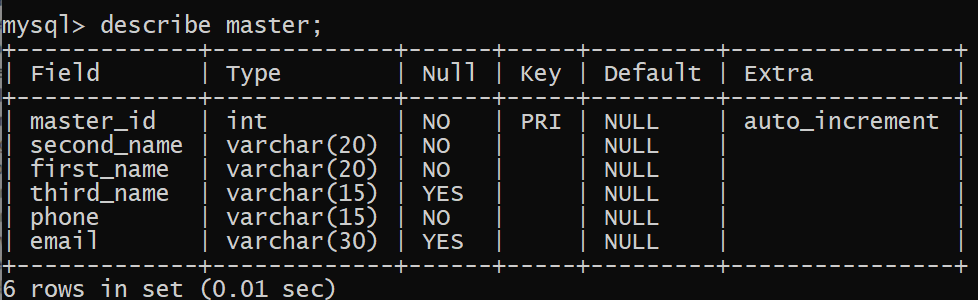 mysql> describe master;
+-------------+-------------+------+-----+---------+----------------+
| Field       | Type        | Null | Key | Default | Extra          |
+-------------+-------------+------+-----+---------+----------------+
| master_id   | int         | NO   | PRI | NULL    | auto_increment |
| second_name | varchar(20) | NO   |     | NULL    |                |
| first_name  | varchar(20) | NO   |     | NULL    |                |
| third_name  | varchar(15) | YES  |     | NULL    |                |
| phone       | varchar(15) | NO   |     | NULL    |                |
| email       | varchar(30) | YES  |     | NULL    |                |
+-------------+-------------+------+-----+---------+----------------+
6 rows in set (0.01 sec)